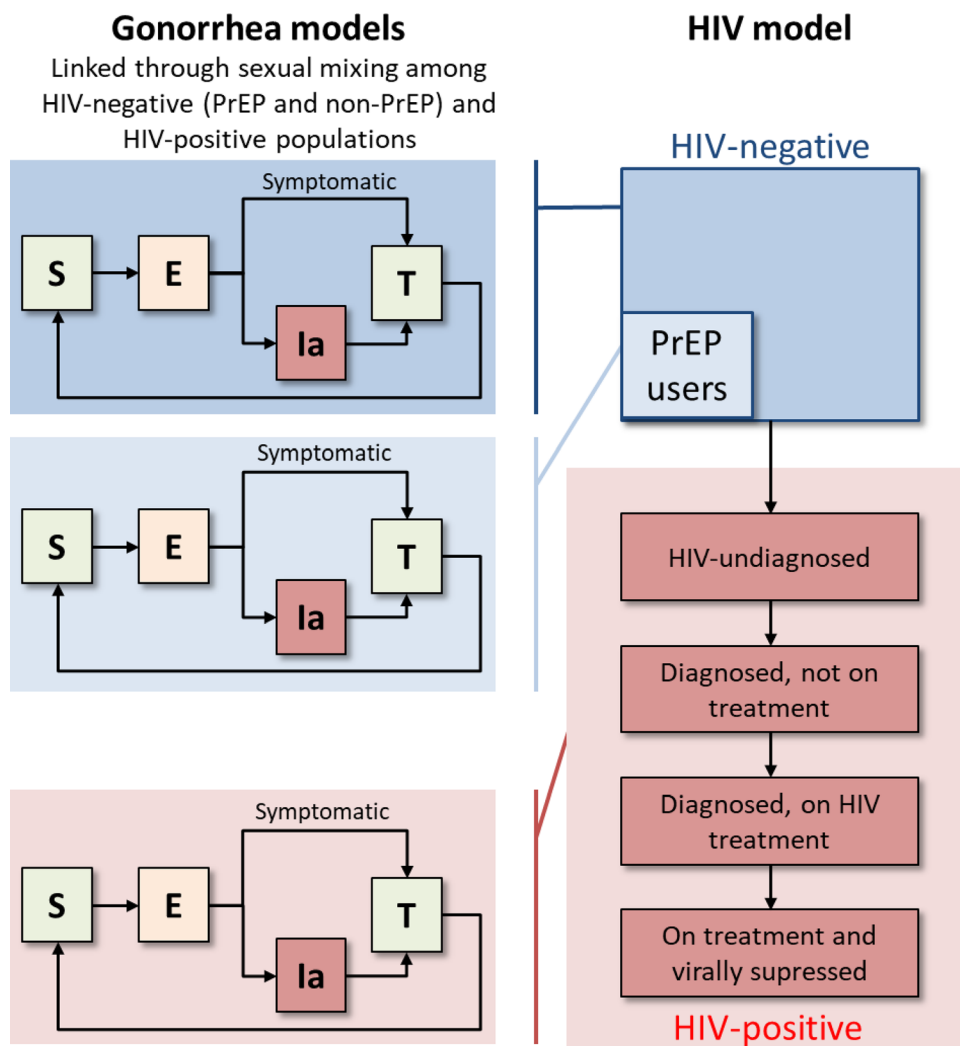 Gonorrhea models
Linked through sexual mixing among
HIV-negative (PrEP and non-PrEP) and
HIV-positive populations
Symptomatic
S
E
T
Ia
Symptomatic
S
E
T
Ia
Symptomatic
S
E
T
Ia
HIV model
HIV-negative
PrEP
users
HIV-undiagnosed
Diagnosed, not on
treatment
Diagnosed, on HIV
treatment
On treatment and
virally supressed
HIV-positive